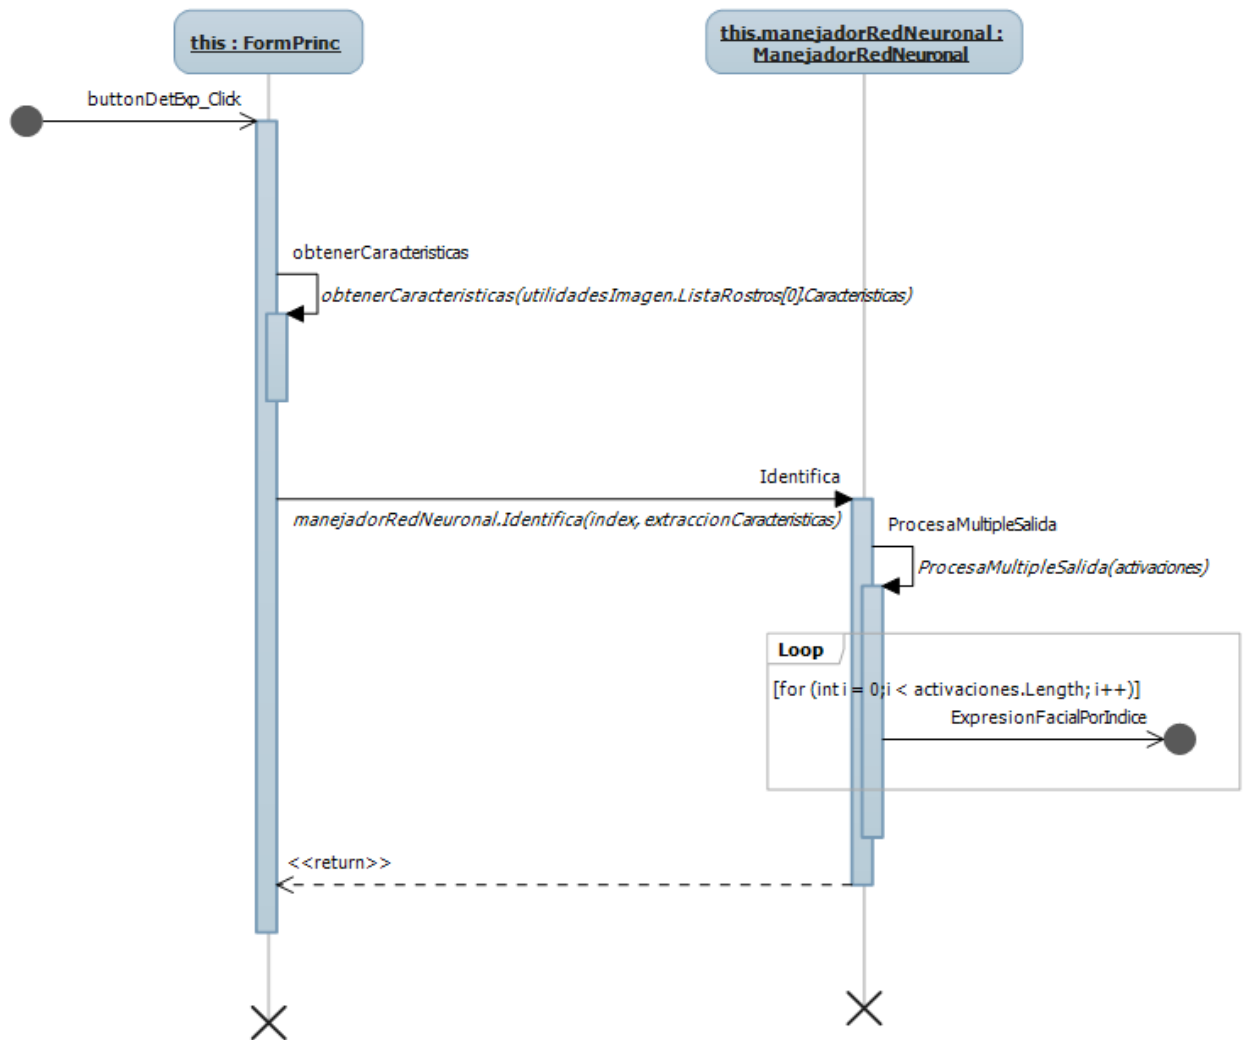 this : FormPrinc
this.manejadorRedNeuronal :
ManejadorRedNeuronal
buttonDetExp_Click
obtenerCaracteristicas
obtenerCaracteristicas(utilidadesImagen.ListaRostros[0].Caracteristicas)
Identifica
manejadorRedNeuronal.Identifica(index, extraccionCaracteristicas)
ProcesaMultipleSalida
ProcesaMultipleSalida(activaciones)
Loop
[for (int i = 0;i < activaciones.Length; i++)]
ExpresionFacialPorIndice
<<return>>